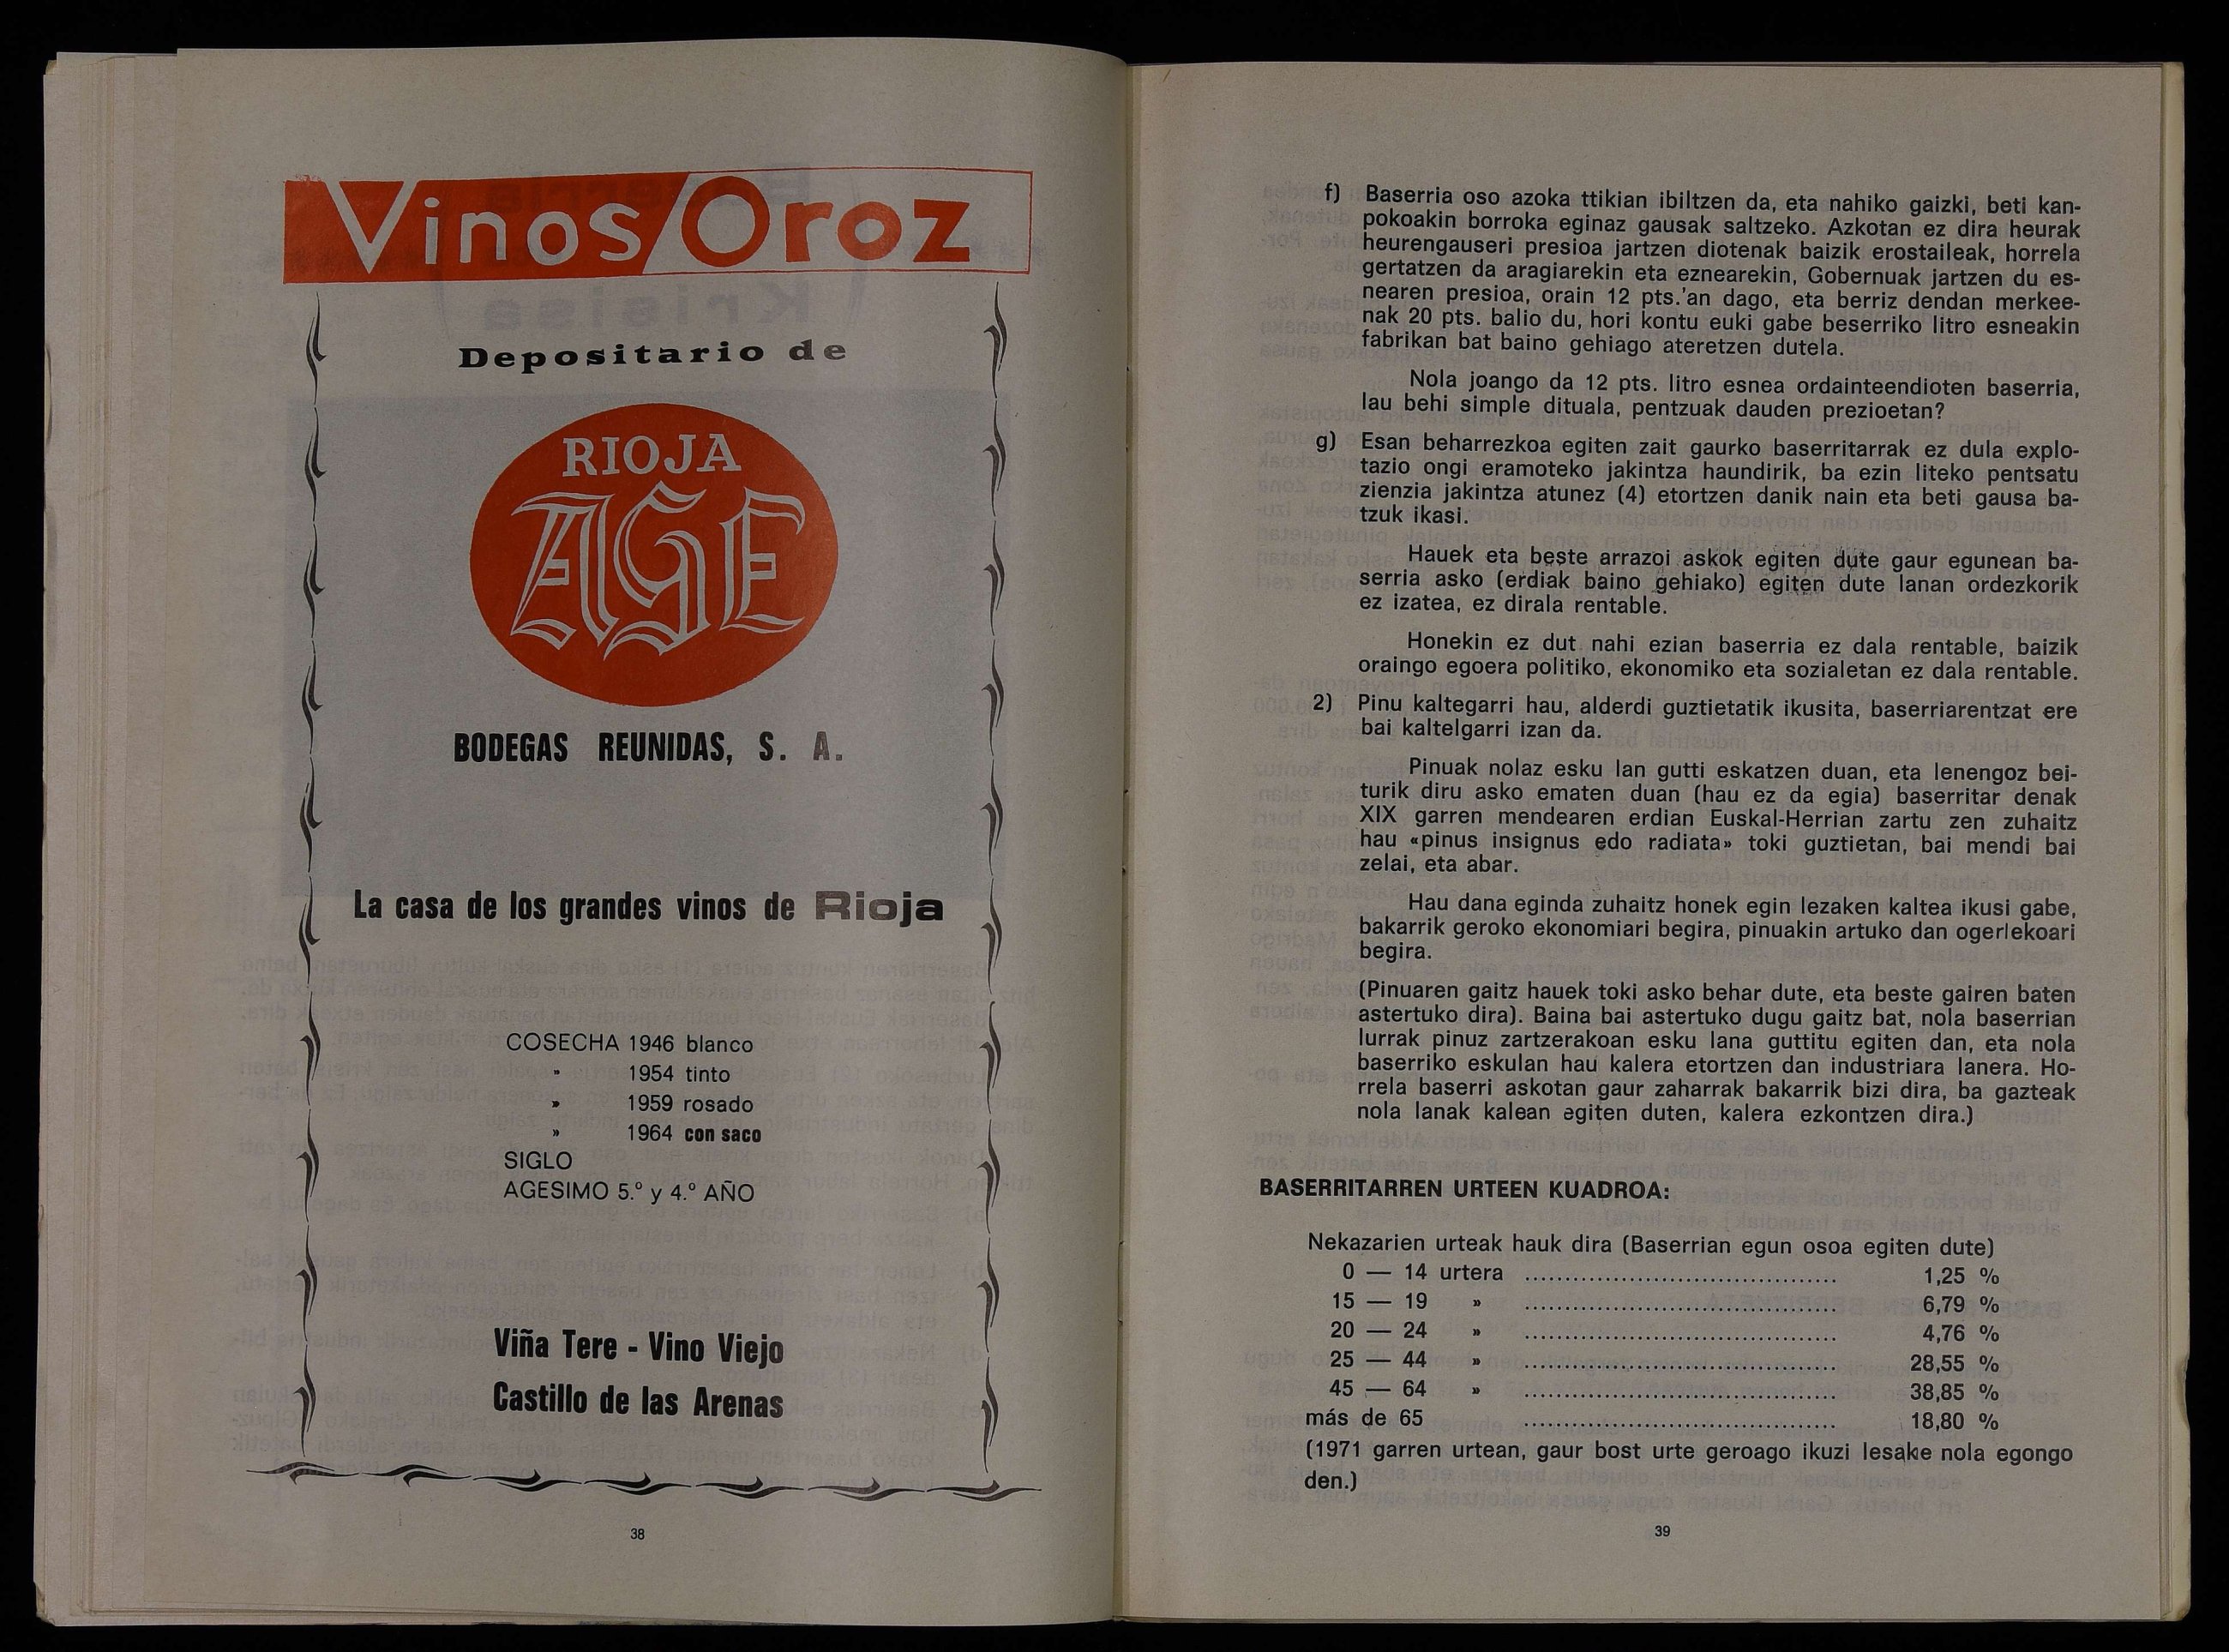 Vinos/Oroz
Depositario de
RIOJA
AGE
BODEGAS REUNIDAS, S. A.
La casa de los grandes vinos de Rioja
COSECHA 1946 blanco
» 1954 tinto
» 1959 rosado
» 1964 con saco
SIGLO
AGESIMO 5.º y 4.º AÑO
Viña Tere - Vino Viejo
Castillo de las Arenas
38
f) Baserria oso azoka ttikian ibiltzen da, eta nahiko gaizki, beti kan-
pokoakin borroka eginaz gausak saltzeko. Azkotan ez dira heurak
heurengauseri presioa jartzen diotenak baizik erostaileak, horrela
gertatzen da aragiarekin eta eznearekin, Gobernuak jartzen du es-
nearen presioa, orain 12 pts.'an dago, eta berriz dendan merkee-
nak 20 pts. balio du, hori kontu euki gabe beserriko litro esneakin
fabrikan bat baino gehiago ateretzen dutela.
Nola joango da 12 pts. litro esnea ordainteendioten baserria,
lau behi simple dituala, pentzuak dauden prezioetan?
g) Esan beharrezkoa egiten zait gaurko baserritarrak ez dula explo-
tazio ongi eramoteko jakintza haundirik, ba ezin liteko pentsatu
zienzia jakintza atunez (4) etortzen danik nain eta beti gausa ba-
tzuk ikasi.
Hauek eta beste arrazoi askok egiten dute gaur egunean ba-
serria asko (erdiak baino gehiako) egiten dute lanan ordezkorik
ez izatea, ez dirala rentable.
Honekin ez dut nahi ezian baserria ez dala rentable, baizik
oraingo egoera politiko, ekonomiko eta sozialetan ez dala rentable.
2) Pinu kaltegarri hau, alderdi guztietatik ikusita, baserriarentzat ere
bai kaltelgarri izan da.
Pinuak nolaz esku lan gutti eskatzen duan, eta lenengoz bei-
turik diru asko ematen duan (hau ez da egia) baserritar denak
XIX garren mendearen erdian Euskal-Herrian zartu zen zuhaitz
hau «pinus insignus edo radiata» toki guztietan, bai mendi bai
zelai, eta abar.
Hau dana eginda zuhaitz honek egin lezaken kaltea ikusi gabe,
bakarrik geroko ekonomiari begira, pinuakin artuko dan ogerlekoari
begira.
(Pinuaren gaitz hauek toki asko behar dute, eta beste gairen baten
astertuko dira). Baina bai astertuko dugu gaitz bat, nola baserrian
lurrak pinuz zartzerakoan esku lana guttitu egiten dan, eta nola
baserriko eskulan hau kalera etortzen dan industriara lanera. Ho-
rrela baserri askotan gaur zaharrak bakarrik bizi dira, ba gazteak
nola lanak kalean egiten duten, kalera ezkontzen dira.)
BASERRITARREN URTEEN KUADROA:
Nekazarien urteak hauk dira (Baserrian egun osoa egiten dute)
0 — 14 urtera ....................................... 1,25 %
15 — 19 » ....................................... 6,79 %
20 — 24 » ....................................... 4,76 %
25 — 44 » ....................................... 28,55 %
45 — 64 » ....................................... 38,85 %
más de 65 ....................................... 18,80 %
(1971 garren urtean, gaur bost urte geroago ikuzi lesake nola egongo
den.)
39